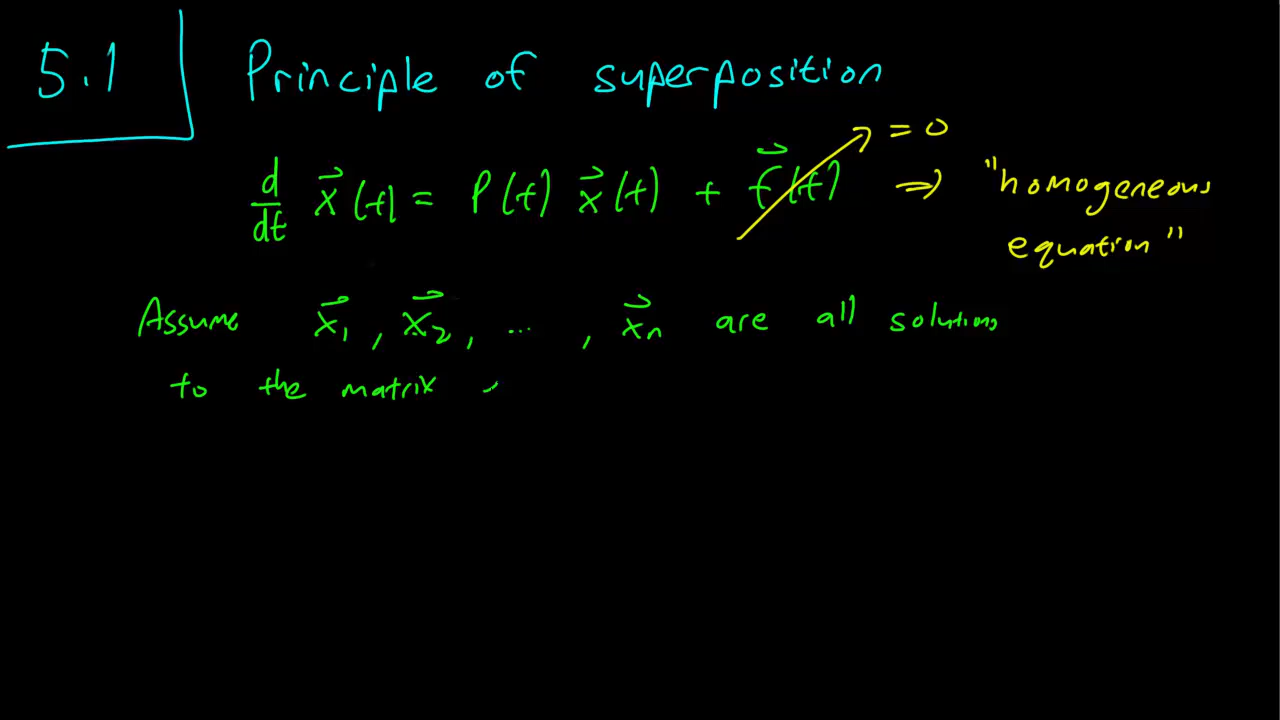 5.1 Principle of superposition
= 0
d/dt x⃗(t) = P(t) x⃗(t) + f⃗(t) ⇒ "homogeneous
equation"
Assume x⃗₁, x⃗₂, ..., x⃗ₙ are all solutions
to the matrix